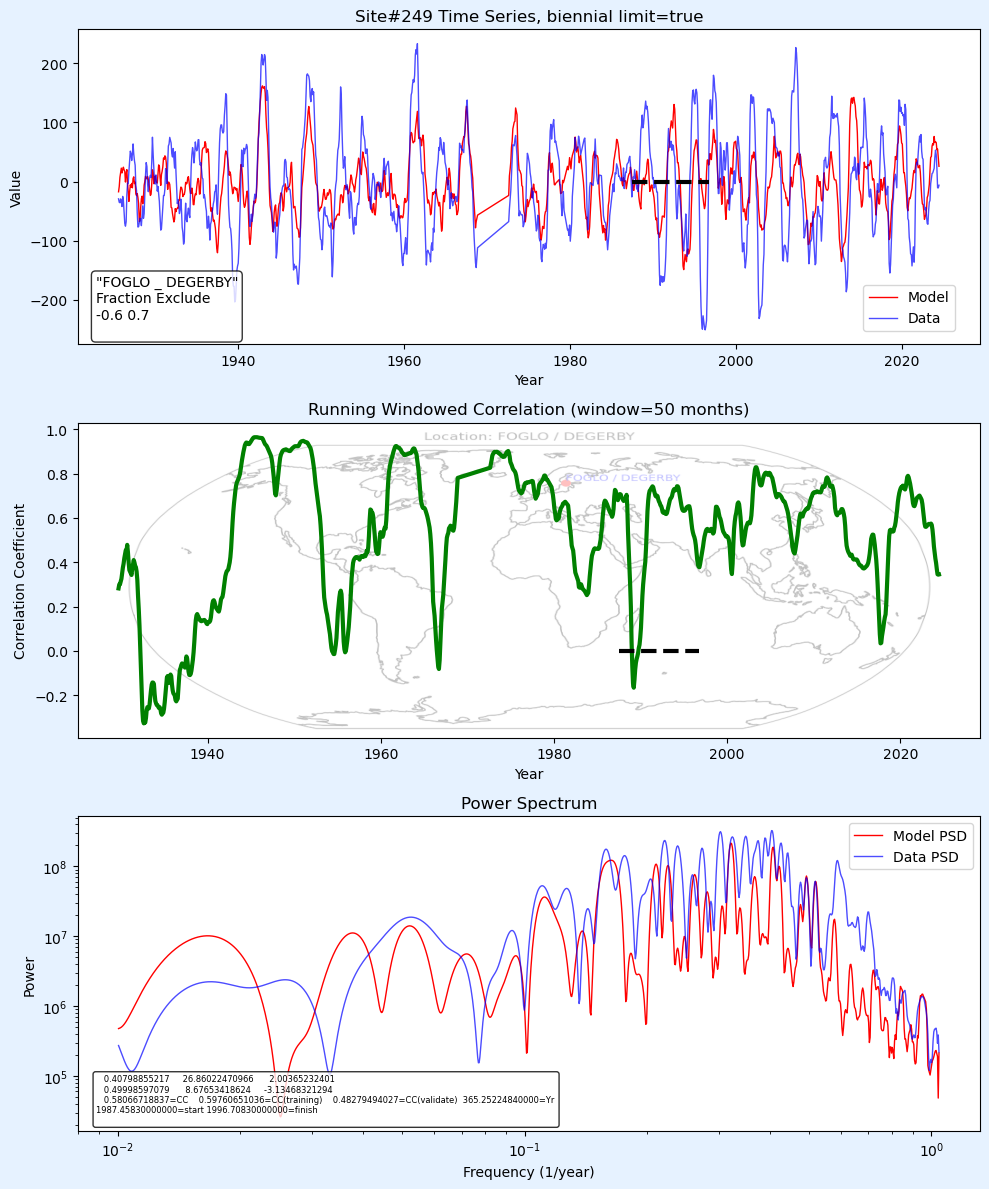 Site#249 Time Series, biennial limit=true
Value
200
100
0
−100
−200
"FOGLO _ DEGERBY"
Fraction Exclude
-0.6 0.7
Model
Data
1940
1960
1980
2000
2020
Year
Running Windowed Correlation (window=50 months)
Location: FOGLO / DEGERBY
FOGLO / DEGERBY
Correlation Coefficient
1.0
0.8
0.6
0.4
0.2
0.0
−0.2
1940
1960
1980
2000
2020
Year
Power Spectrum
Model PSD
Data PSD
Power
10⁸
10⁷
10⁶
10⁵
0.40798855217 26.86022470966 2.00365232401
0.49998597079 8.67653418624 -3.13468321294
0.58066718837=CC 0.59760651036=CC(training) 0.48279494027=CC(validate) 365.25224840000=Yr
1987.45830000000=start 1996.70830000000=finish
10⁻²
10⁻¹
10⁰
Frequency (1/year)